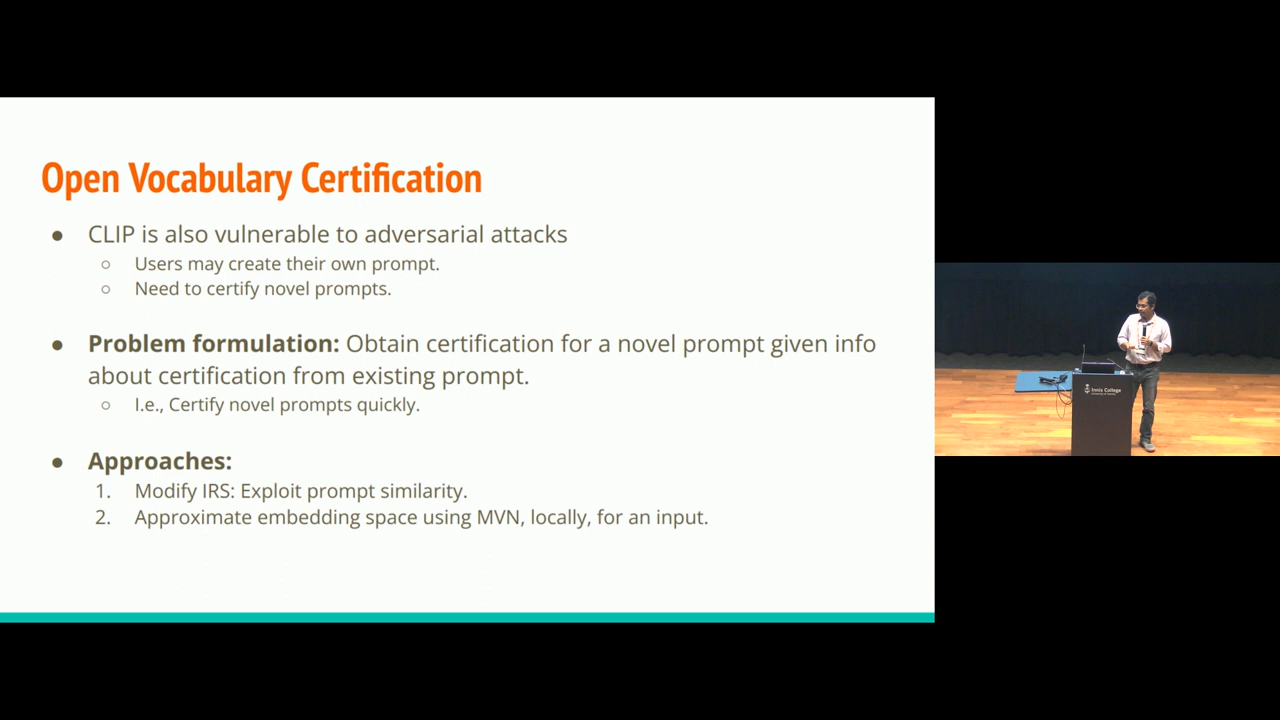 Open Vocabulary Certification
● CLIP is also vulnerable to adversarial attacks
○ Users may create their own prompt.
○ Need to certify novel prompts.
● Problem formulation: Obtain certification for a novel prompt given info
about certification from existing prompt.
○ I.e., Certify novel prompts quickly.
● Approaches:
1. Modify IRS: Exploit prompt similarity.
2. Approximate embedding space using MVN, locally, for an input.
Innis College